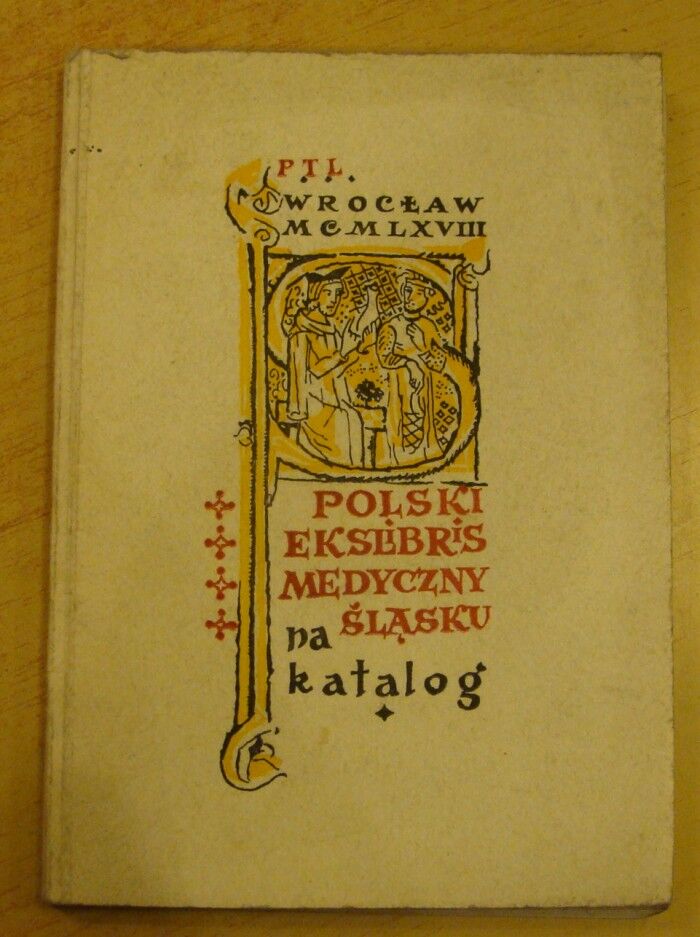 P.T.L.
WROCŁAW
MCMLXVIII
POLSKI
EKSLIBRIS
MEDYCZNY
na ŚLĄSKU
katalog